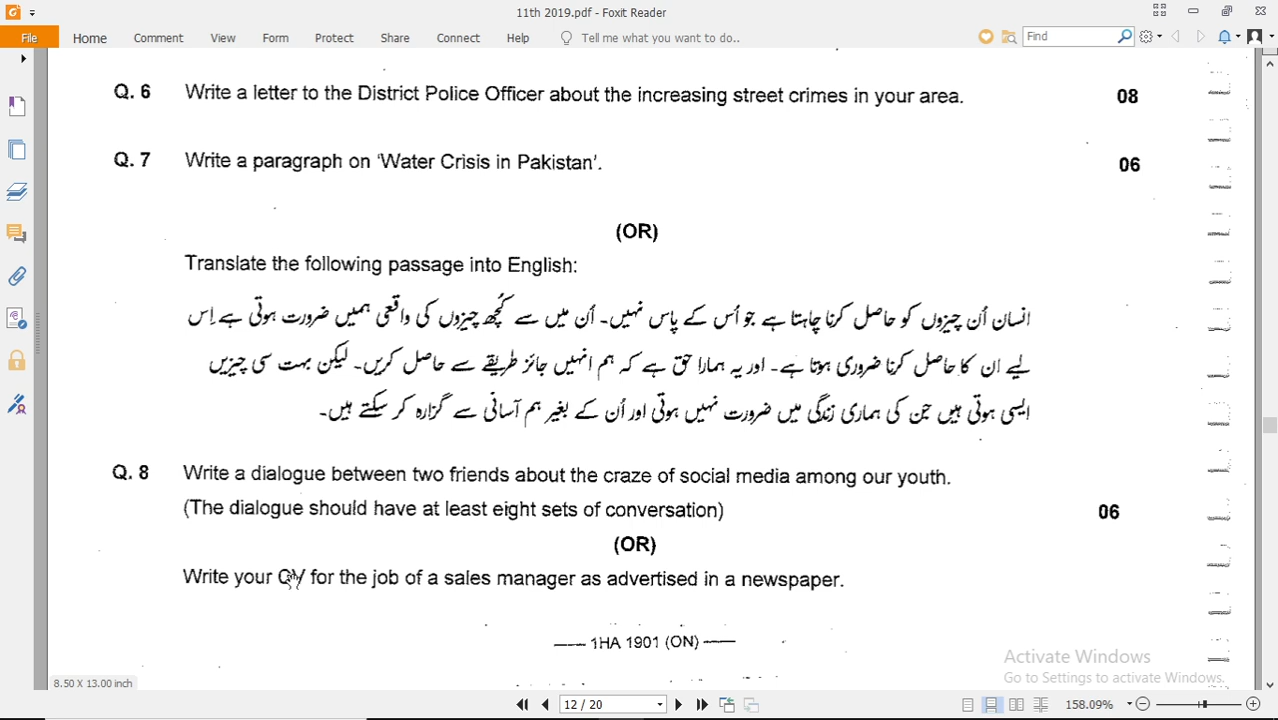 11th 2019.pdf - Foxit Reader
File Home Comment View Form Protect Share Connect Help Tell me what you want to do.. Find
Q. 6 Write a letter to the District Police Officer about the increasing street crimes in your area. 08
Q. 7 Write a paragraph on 'Water Crisis in Pakistan'. 06
(OR)
Translate the following passage into English:
انسان اُن چیزوں کو حاصل کرنا چاہتا ہے جو اُس کے پاس نہیں۔ اُن میں سے کُچھ چیزوں کی واقعی ہمیں ضرورت ہوتی ہے اِس
لیے ان کا حاصل کرنا ضروری ہوتا ہے۔ اور یہ ہمارا حق ہے کہ ہم انہیں جائز طریقے سے حاصل کریں۔ لیکن بہت سی چیزیں
ایسی ہوتی ہیں جن کی ہماری زندگی میں ضرورت نہیں ہوتی اور اُن کے بغیر ہم آسانی سے گزارہ کر سکتے ہیں۔
Q. 8 Write a dialogue between two friends about the craze of social media among our youth.
(The dialogue should have at least eight sets of conversation) 06
(OR)
Write your CV for the job of a sales manager as advertised in a newspaper.
1HA 1901 (ON)
Activate Windows
Go to Settings to activate Windows.
8.50 x 13.00 inch
12 / 20 158.09%